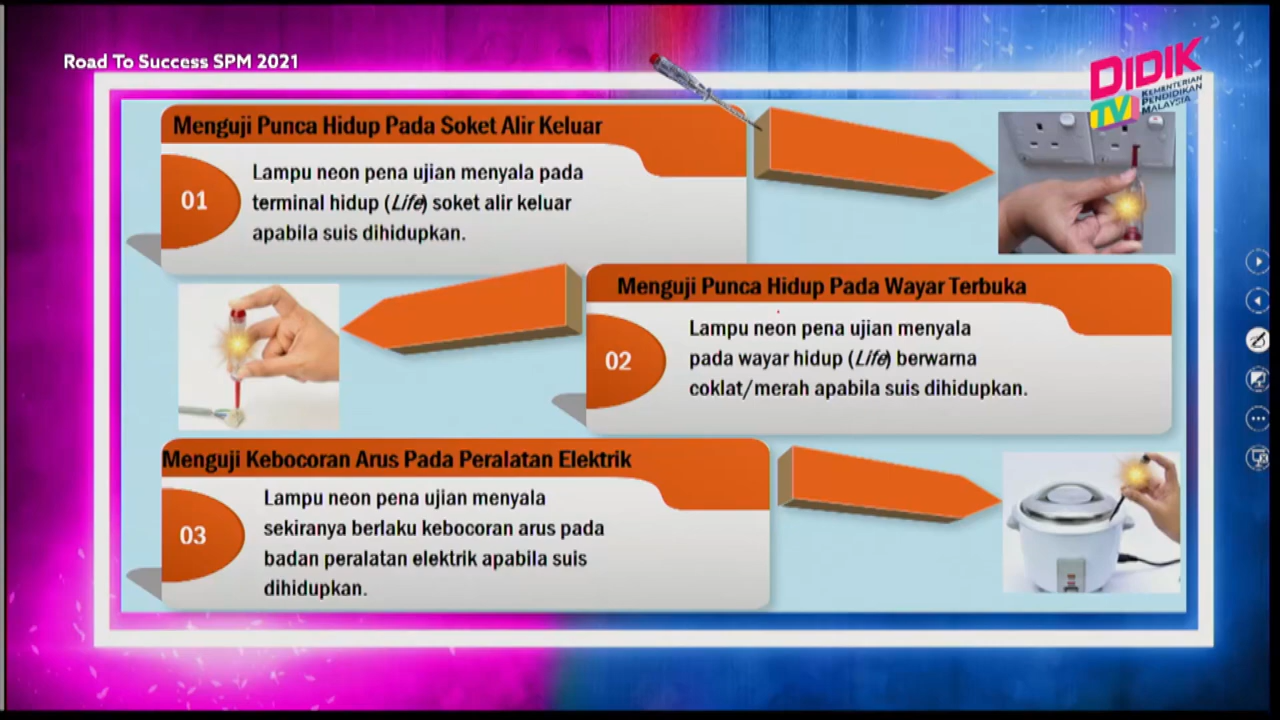 Road To Success SPM 2021
DIDIK
TV
KEMENTERIAN
PENDIDIKAN
MALAYSIA
Menguji Punca Hidup Pada Soket Alir Keluar
01
Lampu neon pena ujian menyala pada
terminal hidup (Life) soket alir keluar
apabila suis dihidupkan.
Menguji Punca Hidup Pada Wayar Terbuka
02
Lampu neon pena ujian menyala
pada wayar hidup (Life) berwarna
coklat/merah apabila suis dihidupkan.
Menguji Kebocoran Arus Pada Peralatan Elektrik
03
Lampu neon pena ujian menyala
sekiranya berlaku kebocoran arus pada
badan peralatan elektrik apabila suis
dihidupkan.